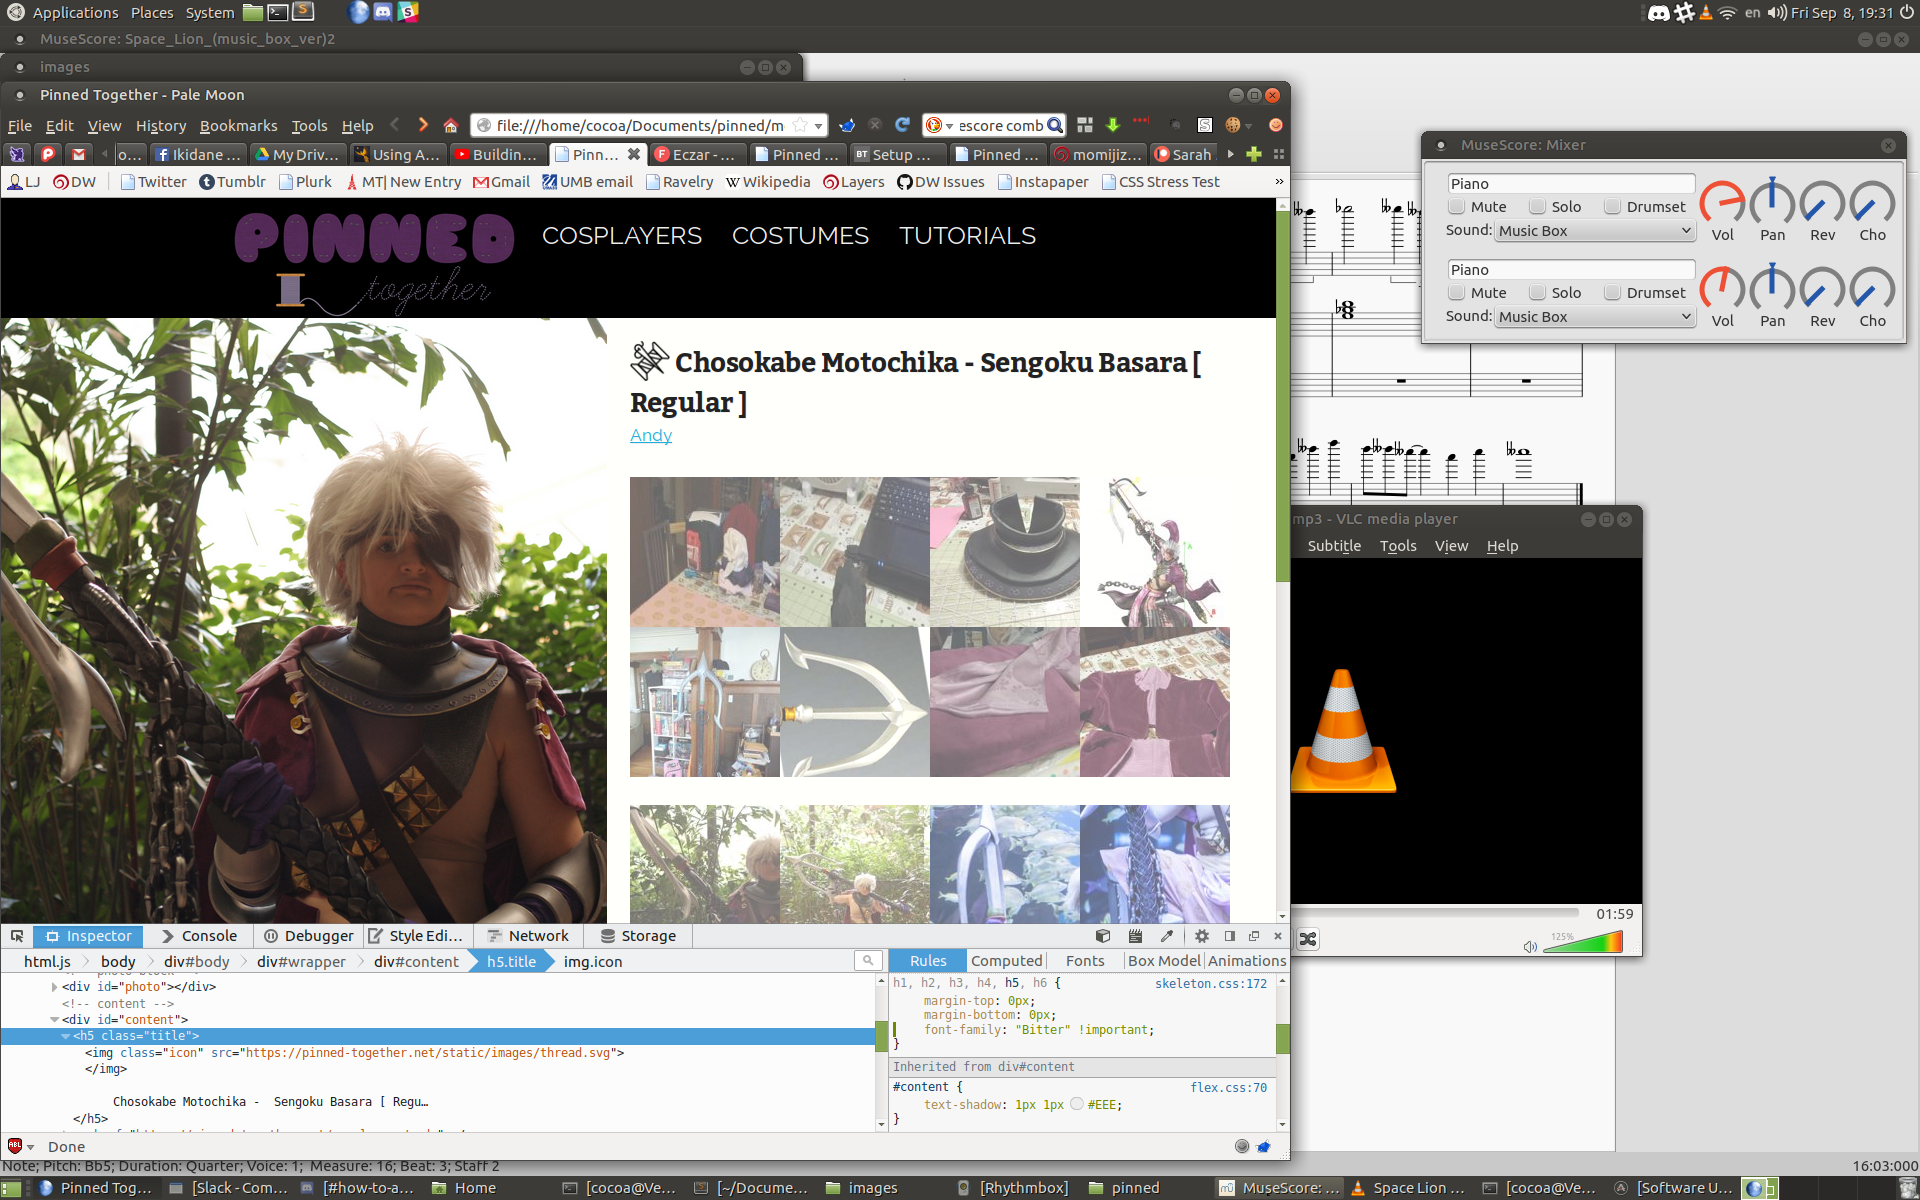 Applications Places System
en Fri Sep 8, 19:31
MuseScore: Space_Lion_(music_box_ver)2
images
Pinned Together - Pale Moon
File Edit View History Bookmarks Tools Help
file:///home/cocoa/Documents/pinned/m
escore comb
o... Ikidane ... My Driv... Using A... Buildin... Pinn... Eczar - ... Pinned ... Setup ... Pinned ... momijiz... Sarah
LJ DW Twitter Tumblr Plurk MT| New Entry Gmail UMB email Ravelry Wikipedia Layers DW Issues Instapaper CSS Stress Test »
PINNED
together
COSPLAYERS COSTUMES TUTORIALS
Chosokabe Motochika - Sengoku Basara [
Regular ]
Andy
MuseScore: Mixer
Piano
Mute Solo Drumset
Sound: Music Box
Vol Pan Rev Cho
Piano
Mute Solo Drumset
Sound: Music Box
Vol Pan Rev Cho
mp3 - VLC media player
Subtitle Tools View Help
01:59
125%
Inspector Console Debugger Style Edi... Network Storage
html.js body div#body div#wrapper div#content h5.title img.icon
<div id="photo"></div>
<!-- content -->
<div id="content">
<h5 class="title">
<img class="icon" src="https://pinned-together.net/static/images/thread.svg">
</img>
Chosokabe Motochika - Sengoku Basara [ Regu…
</h5>
Rules Computed Fonts Box Model Animations
h1, h2, h3, h4, h5, h6 { skeleton.css:172
margin-top: 0px;
margin-bottom: 0px;
font-family: "Bitter" !important;
}
Inherited from div#content
#content { flex.css:70
text-shadow: 1px 1px #EEE;
}
ABL Done
Note; Pitch: Bb5; Duration: Quarter; Voice: 1; Measure: 16; Beat: 3; Staff 2
16:03:000
Pinned Tog... [Slack - Com... [#how-to-a... Home [cocoa@Ve... [~/Docume... images [Rhythmbox] pinned MuseScore: ... Space Lion ... [cocoa@Ve... [Software U...